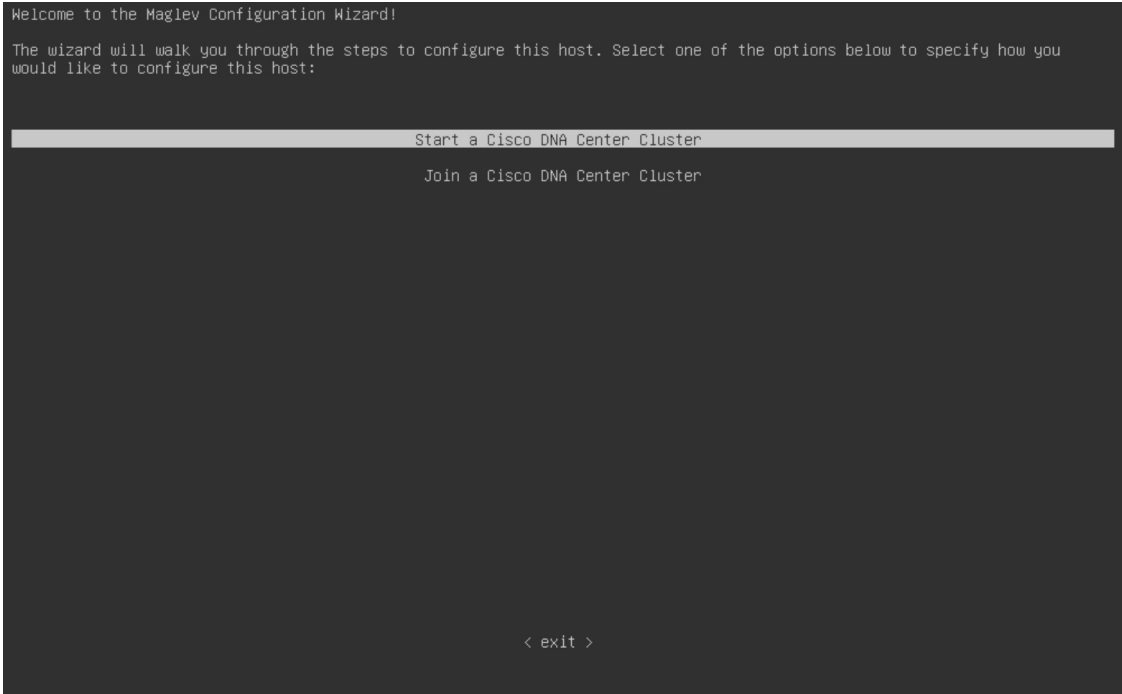 Welcome to the Maglev Configuration Wizard!
The wizard will walk you through the steps to configure this host. Select one of the options below to specify how you
would like to configure this host:
Start a Cisco DNA Center Cluster
Join a Cisco DNA Center Cluster
< exit >